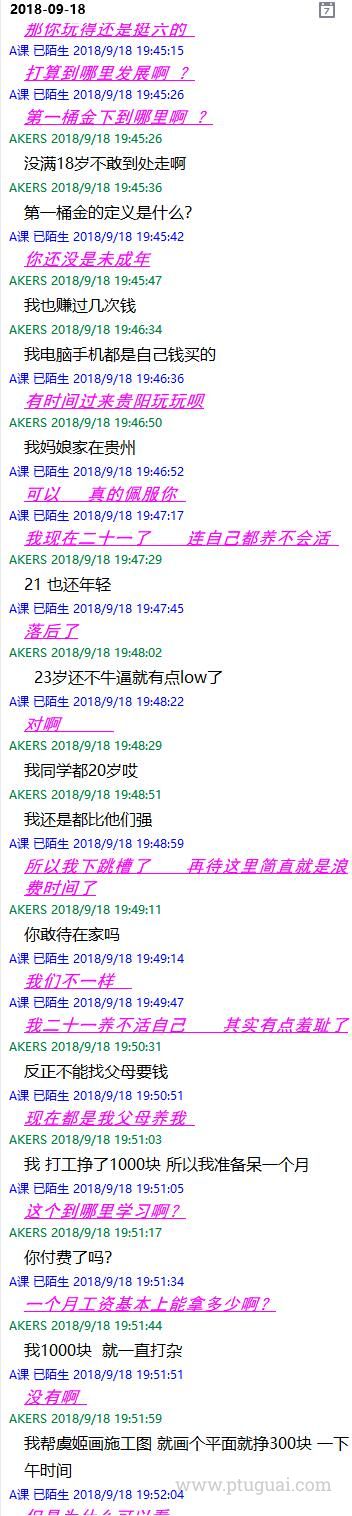 2018-09-18
7
那你玩得还是挺六的
A课 已陌生 2018/9/18 19:45:15
打算到哪里发展啊 ？
A课 已陌生 2018/9/18 19:45:26
第一桶金下到哪里啊 ？
AKERS 2018/9/18 19:45:26
没满18岁不敢到处走啊
AKERS 2018/9/18 19:45:36
第一桶金的定义是什么?
A课 已陌生 2018/9/18 19:45:42
你还没是未成年
AKERS 2018/9/18 19:45:47
我也赚过几次钱
AKERS 2018/9/18 19:46:34
我电脑手机都是自己钱买的
A课 已陌生 2018/9/18 19:46:36
有时间过来贵阳玩玩呗
AKERS 2018/9/18 19:46:50
我妈娘家在贵州
A课 已陌生 2018/9/18 19:46:52
可以 真的佩服你
A课 已陌生 2018/9/18 19:47:17
我现在二十一了 连自己都养不会活
AKERS 2018/9/18 19:47:29
21 也还年轻
A课 已陌生 2018/9/18 19:47:45
落后了
AKERS 2018/9/18 19:48:02
23岁还不牛逼就有点low了
A课 已陌生 2018/9/18 19:48:22
对啊
AKERS 2018/9/18 19:48:29
我同学都20岁哎
AKERS 2018/9/18 19:48:51
我还是都比他们强
A课 已陌生 2018/9/18 19:48:59
所以我下跳槽了 再待这里简直就是浪
费时间了
AKERS 2018/9/18 19:49:11
你敢待在家吗
A课 已陌生 2018/9/18 19:49:14
我们不一样
A课 已陌生 2018/9/18 19:49:47
我二十一养不活自己 其实有点羞耻了
AKERS 2018/9/18 19:50:31
反正不能找父母要钱
A课 已陌生 2018/9/18 19:50:51
现在都是我父母养我
AKERS 2018/9/18 19:51:03
我 打工挣了1000块 所以我准备呆一个月
A课 已陌生 2018/9/18 19:51:05
这个到哪里学习啊?
AKERS 2018/9/18 19:51:17
你付费了吗?
A课 已陌生 2018/9/18 19:51:34
一个月工资基本上能拿多少啊？
AKERS 2018/9/18 19:51:44
我1000块 就一直打杂
A课 已陌生 2018/9/18 19:51:51
没有啊
AKERS 2018/9/18 19:51:59
我帮虞姬画施工图 就画个平面就挣300块 一下
午时间
www.ptuguai.com
A课 已陌生 2018/9/18 19:52:04